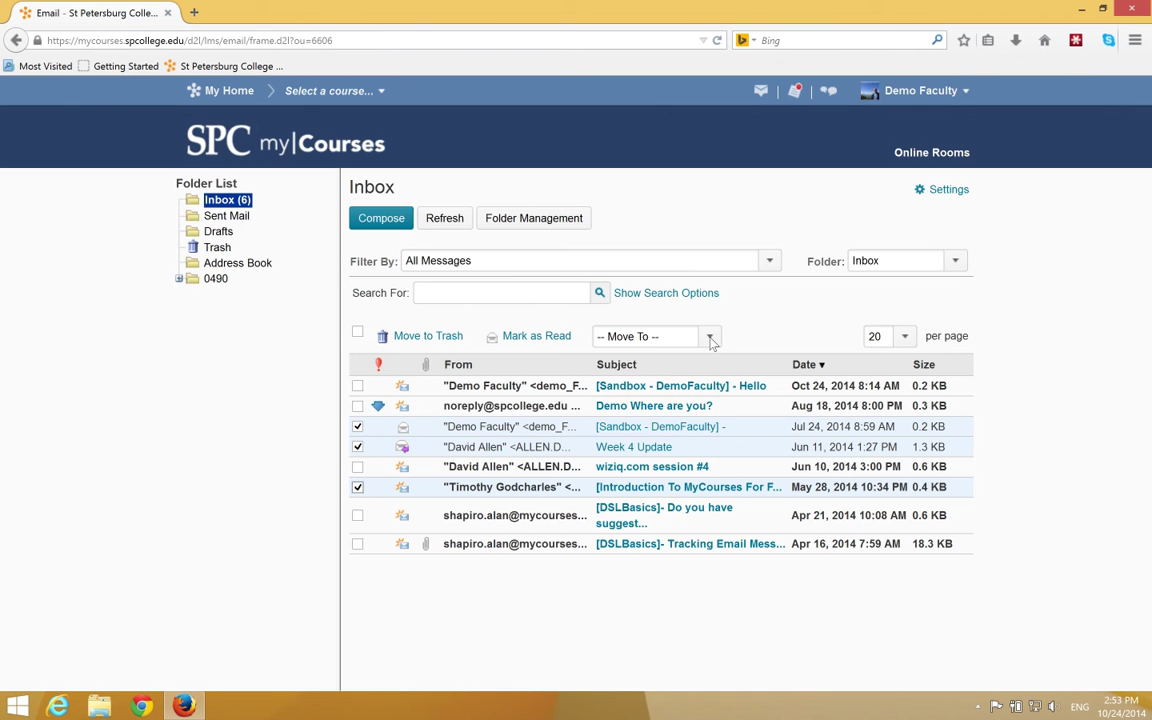 Email - St Petersburg Colle...
https://mycourses.spcollege.edu/d2l/lms/email/frame.d2l?ou=6606
Bing
Most Visited Getting Started St Petersburg College ...
My Home Select a course... Demo Faculty
SPC my|Courses
Online Rooms
Folder List
Inbox (6)
Sent Mail
Drafts
Trash
Address Book
0490
Inbox
Settings
Compose Refresh Folder Management
Filter By: All Messages Folder: Inbox
Search For: Show Search Options
Move to Trash Mark as Read -- Move To -- 20 per page
From Subject Date ▼ Size
"Demo Faculty" <demo_F... [Sandbox - DemoFaculty] - Hello Oct 24, 2014 8:14 AM 0.2 KB
noreply@spcollege.edu ... Demo Where are you? Aug 18, 2014 8:00 PM 0.3 KB
"Demo Faculty" <demo_F... [Sandbox - DemoFaculty] - Jul 24, 2014 8:59 AM 0.2 KB
"David Allen" <ALLEN.D... Week 4 Update Jun 11, 2014 1:27 PM 1.3 KB
"David Allen" <ALLEN.D... wiziq.com session #4 Jun 10, 2014 3:00 PM 0.6 KB
"Timothy Godcharles" <... [Introduction To MyCourses For F... May 28, 2014 10:34 PM 0.4 KB
shapiro.alan@mycourses... [DSLBasics]- Do you have suggest... Apr 21, 2014 10:08 AM 0.6 KB
shapiro.alan@mycourses... [DSLBasics]- Tracking Email Mess... Apr 16, 2014 7:59 AM 18.3 KB
ENG 2:53 PM
10/24/2014